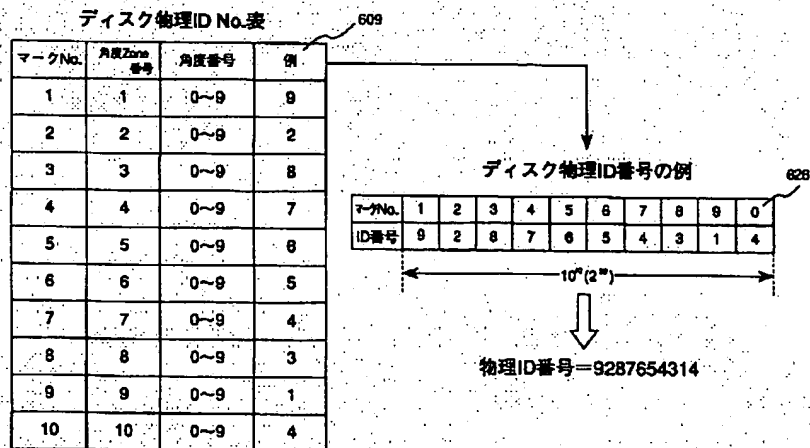 ディスク物理ID No.表
609
マークNo. 角度Zone番号 角度番号 例
1 1 0~9 9
2 2 0~9 2
3 3 0~9 8
4 4 0~9 7
5 5 0~9 6
6 6 0~9 5
7 7 0~9 4
8 8 0~9 3
9 9 0~9 1
10 10 0~9 4
ディスク物理ID番号の例
628
マークNo. 1 2 3 4 5 6 7 8 9 0
ID番号 9 2 8 7 6 5 4 3 1 4
物理ID番号=9287654314